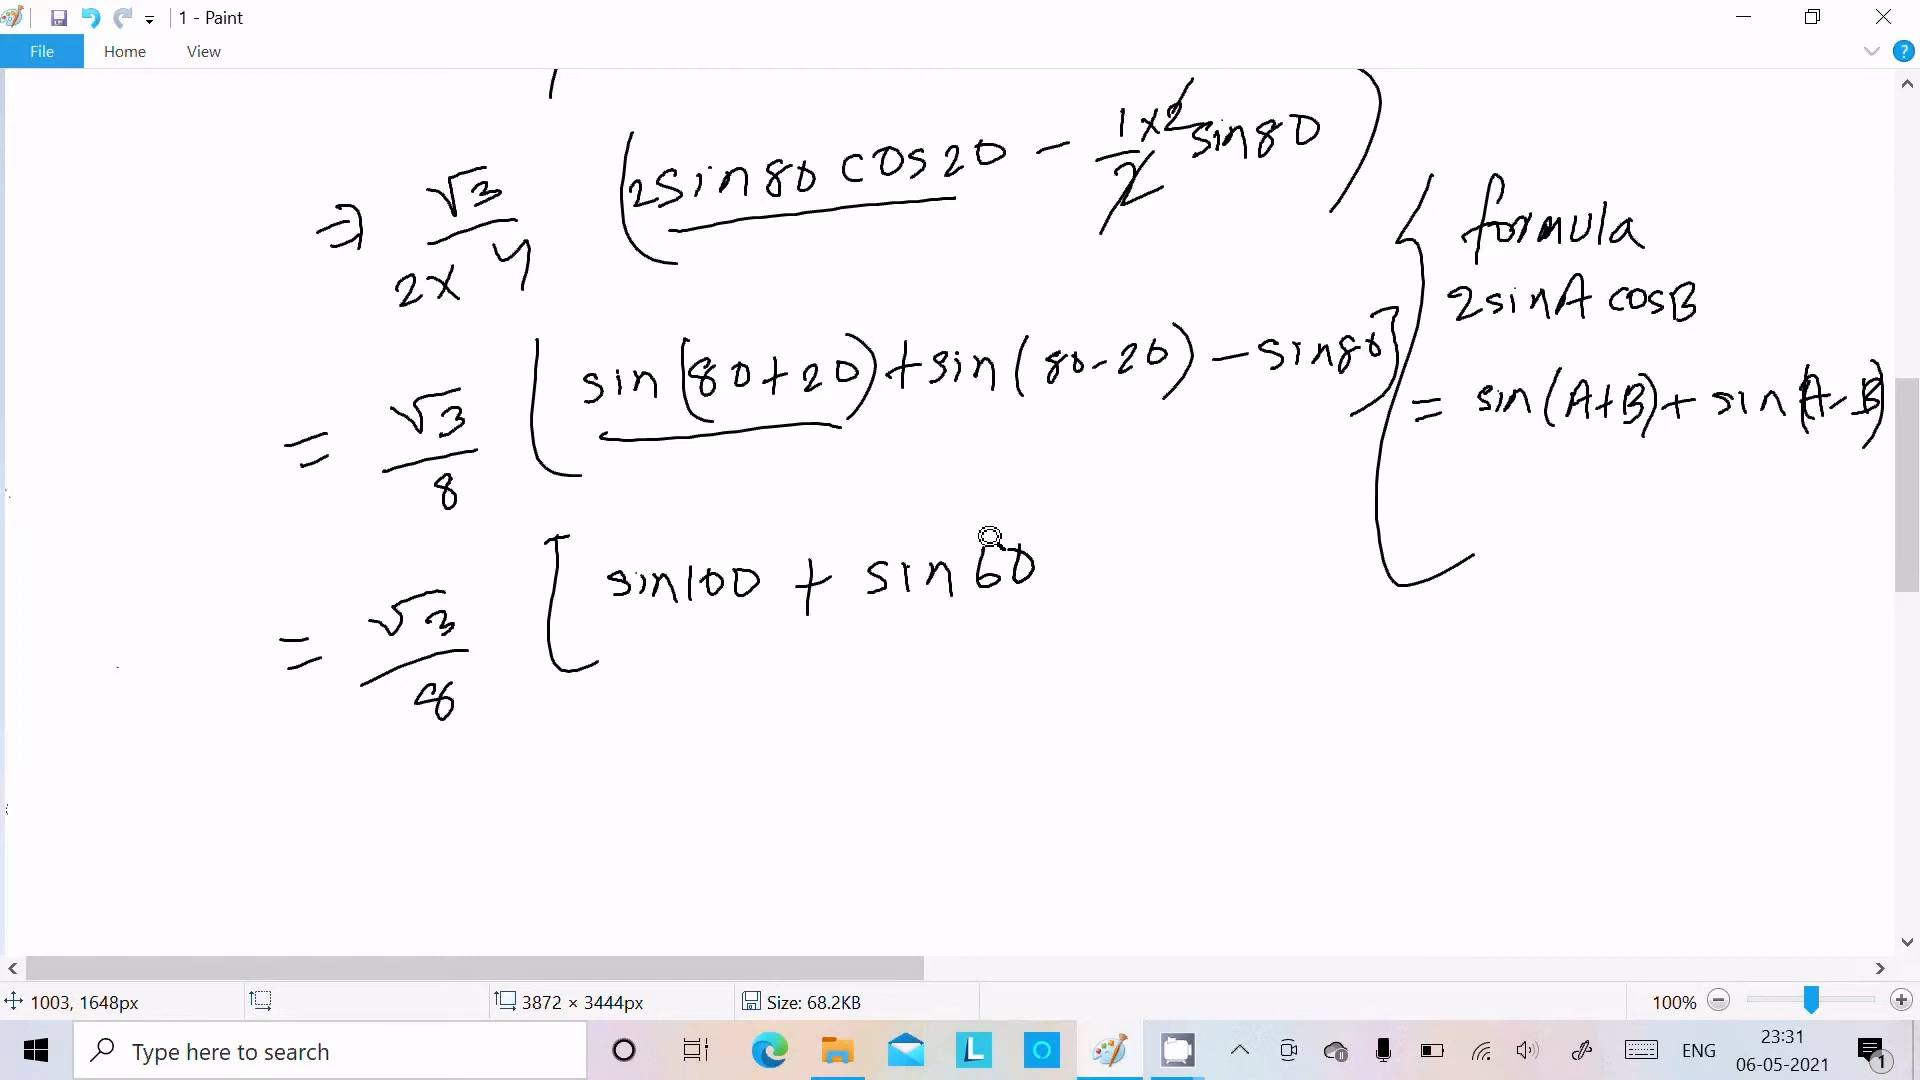 1 - Paint
File Home View
⇒ √3/(2×4) (2sin80 cos20 - (1×2)/2 sin80)
= √3/8 [sin(80+20)+sin(80-20)-sin80]
= √3/8 [sin100 + sin60
formula
2sinA cosB
= sin(A+B)+ sin(A-B)
1003, 1648px 3872 × 3444px Size: 68.2KB 100%
Type here to search ENG 23:31
06-05-2021 1